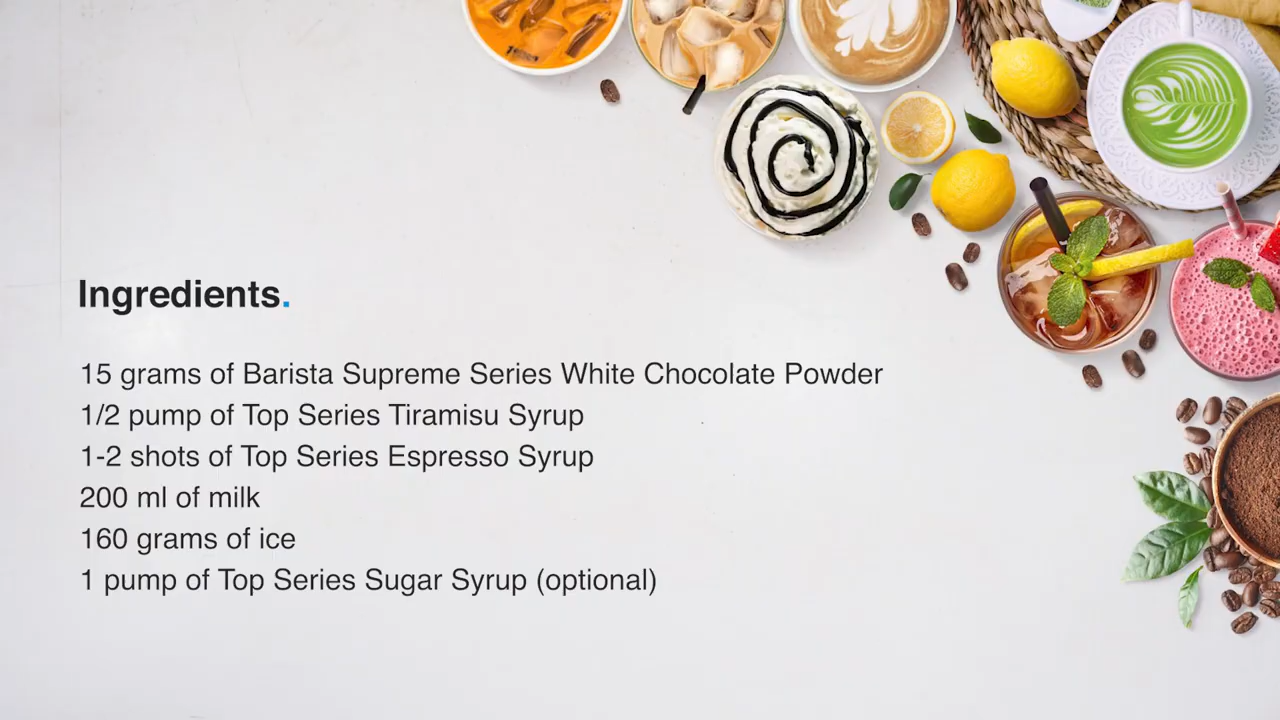 Ingredients.
15 grams of Barista Supreme Series White Chocolate Powder
1/2 pump of Top Series Tiramisu Syrup
1-2 shots of Top Series Espresso Syrup
200 ml of milk
160 grams of ice
1 pump of Top Series Sugar Syrup (optional)